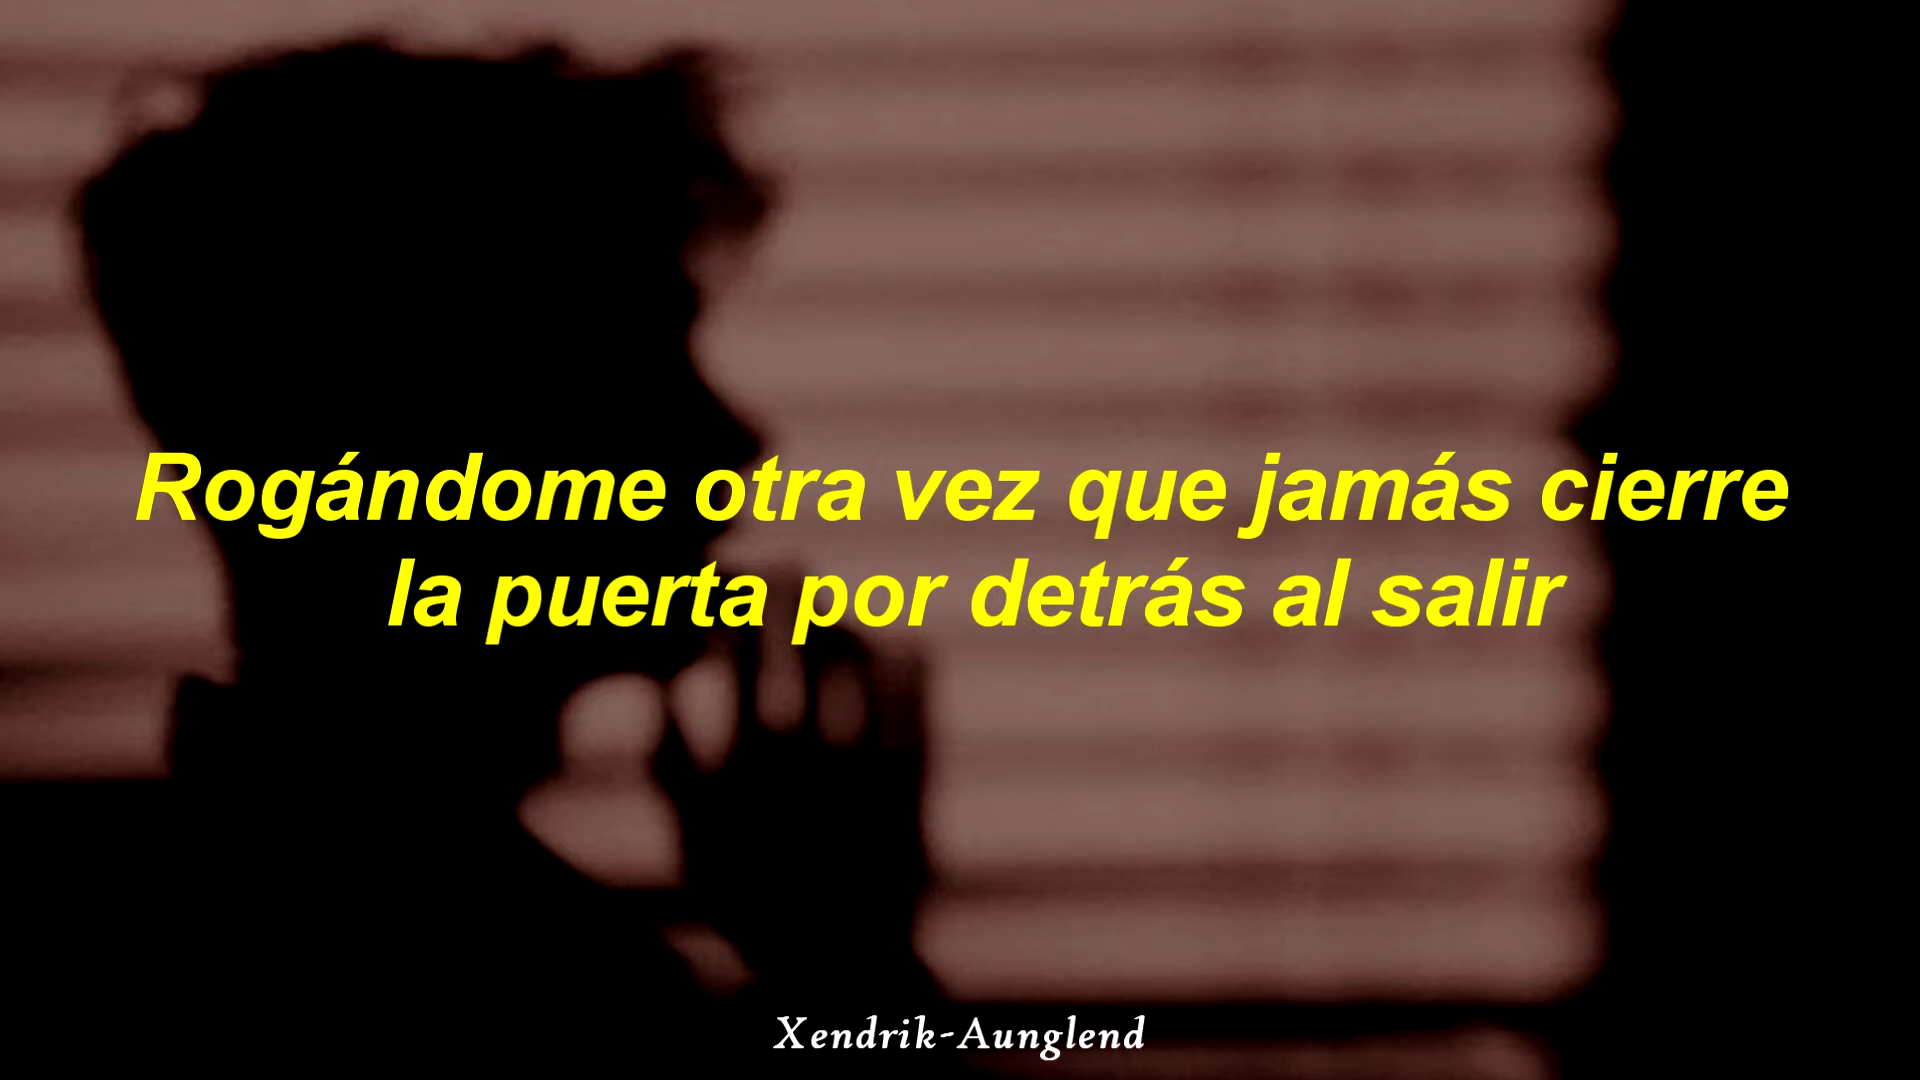 Rogándome otra vez que jamás cierre
la puerta por detrás al salir
Xendrik-Aunglend